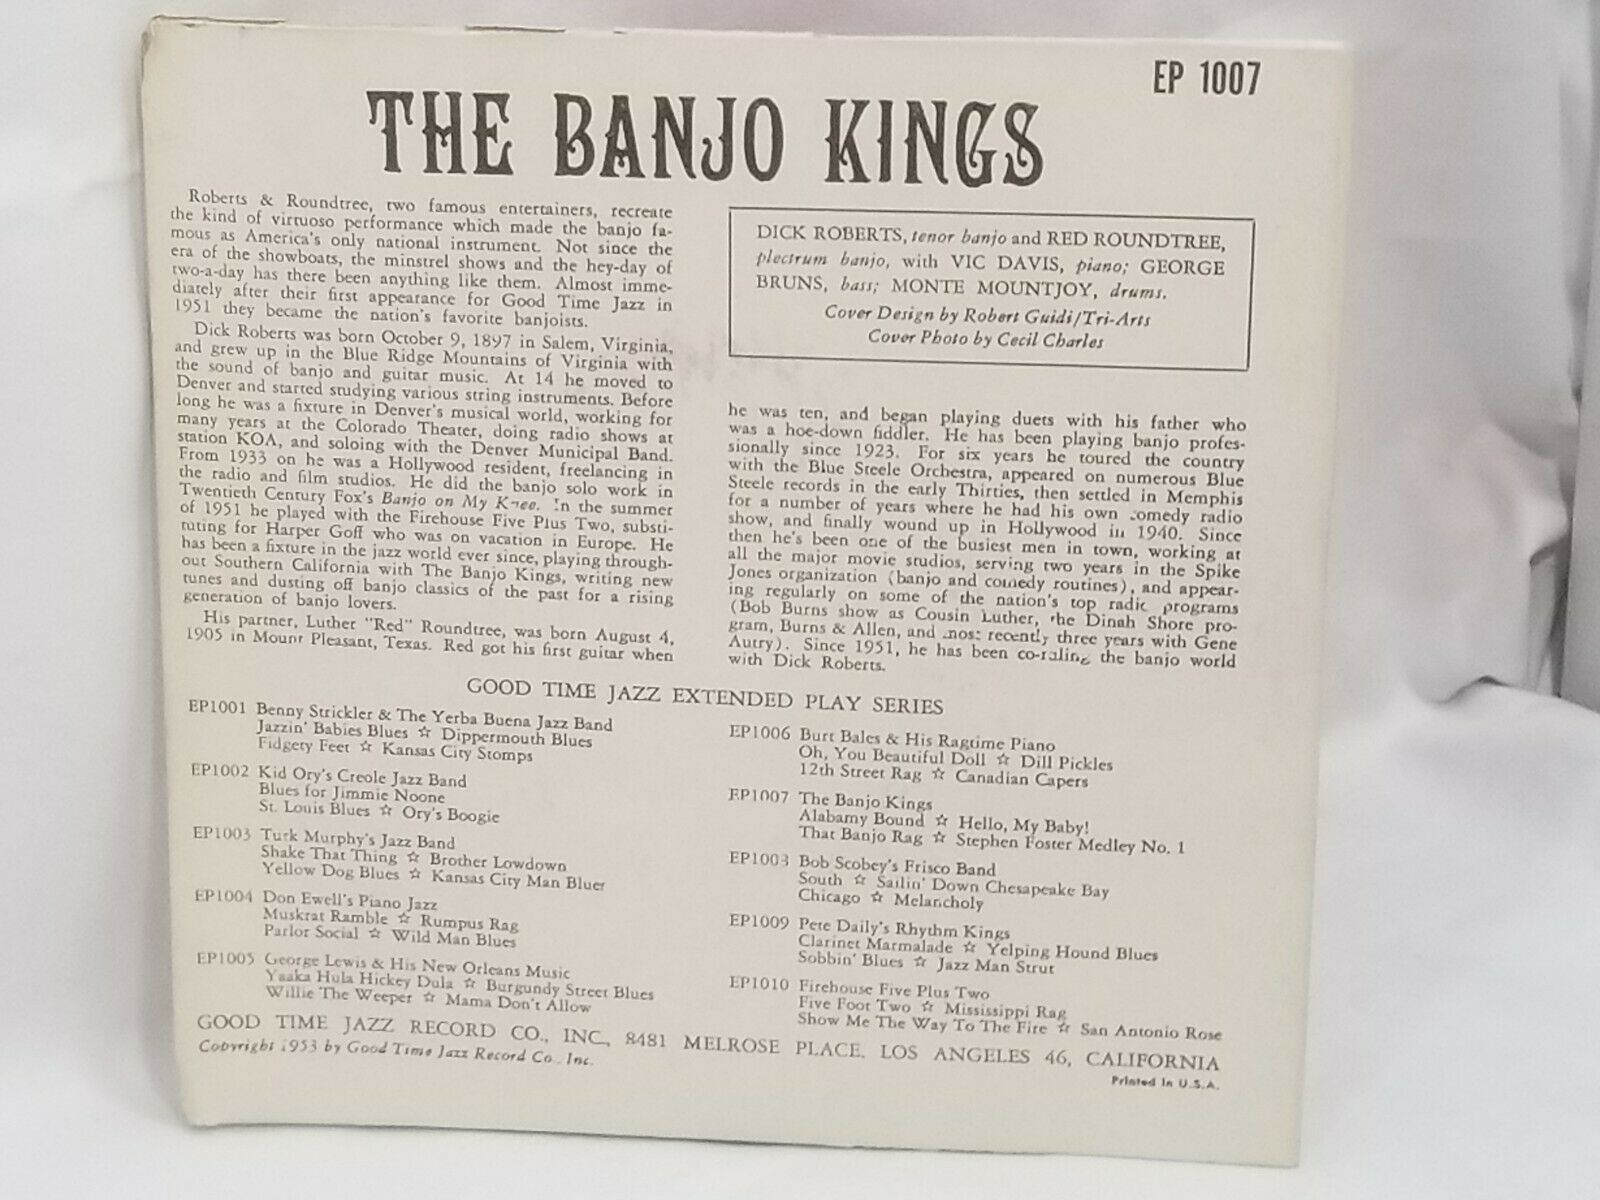 EP 1007
THE BANJO KINGS
Roberts & Roundtree, two famous entertainers, recreate
the kind of virtuoso performance which made the banjo fa-
mous as America's only national instrument. Not since the
era of the showboats, the minstrel shows and the hey-day of
two-a-day has there been anything like them. Almost imme-
diately after their first appearance for Good Time Jazz in
1951 they became the nation's favorite banjoists.
Dick Roberts was born October 9, 1897 in Salem, Virginia,
and grew up in the Blue Ridge Mountains of Virginia with
the sound of banjo and guitar music. At 14 he moved to
Denver and started studying various string instruments. Before
long he was a fixture in Denver's musical world, working for
many years at the Colorado Theater, doing radio shows at
station KOA, and soloing with the Denver Municipal Band.
From 1933 on he was a Hollywood resident, freelancing in
the radio and film studios. He did the banjo solo work in
Twentieth Century Fox's Banjo on My Knee. In the summer
of 1951 he played with the Firehouse Five Plus Two, substi-
tuting for Harper Goff who was on vacation in Europe. He
has been a fixture in the jazz world ever since, playing through-
out Southern California with The Banjo Kings, writing new
tunes and dusting off banjo classics of the past for a rising
generation of banjo lovers.
His partner, Luther "Red" Roundtree, was born August 4,
1905 in Mount Pleasant, Texas. Red got his first guitar when
DICK ROBERTS, tenor banjo and RED ROUNDTREE,
plectrum banjo, with VIC DAVIS, piano; GEORGE
BRUNS, bass; MONTE MOUNTJOY, drums.
Cover Design by Robert Guidi/Tri-Arts
Cover Photo by Cecil Charles
he was ten, and began playing duets with his father who
was a hoe-down fiddler. He has been playing banjo profes-
sionally since 1923. For six years he toured the country
with the Blue Steele Orchestra, appeared on numerous Blue
Steele records in the early Thirties, then settled in Memphis
for a number of years where he had his own comedy radio
show, and finally wound up in Hollywood in 1940. Since
then he's been one of the busiest men in town, working at
all the major movie studios, serving two years in the Spike
Jones organization (banjo and comedy routines), and appear-
ing regularly on some of the nation's top radio programs
(Bob Burns show as Cousin Luther, the Dinah Shore pro-
gram, Burns & Allen, and most recently three years with Gene
Autry). Since 1951, he has been co-ruling the banjo world
with Dick Roberts.
GOOD TIME JAZZ EXTENDED PLAY SERIES
EP1001 Benny Strickler & The Yerba Buena Jazz Band
Jazzin' Babies Blues ☆ Dippermouth Blues
Fidgety Feet ☆ Kansas City Stomps
EP1002 Kid Ory's Creole Jazz Band
Blues for Jimmie Noone
St. Louis Blues ☆ Ory's Boogie
EP1003 Turk Murphy's Jazz Band
Shake That Thing ☆ Brother Lowdown
Yellow Dog Blues ☆ Kansas City Man Blues
EP1004 Don Ewell's Piano Jazz
Muskrat Ramble ☆ Rumpus Rag
Parlor Social ☆ Wild Man Blues
EP1005 George Lewis & His New Orleans Music
Yaaka Hula Hickey Dula ☆ Burgundy Street Blues
Willie The Weeper ☆ Mama Don't Allow
EP1006 Burt Bales & His Ragtime Piano
Oh, You Beautiful Doll ☆ Dill Pickles
12th Street Rag ☆ Canadian Capers
EP1007 The Banjo Kings
Alabamy Bound ☆ Hello, My Baby!
That Banjo Rag ☆ Stephen Foster Medley No. 1
EP1008 Bob Scobey's Frisco Band
South ☆ Sailin' Down Chesapeake Bay
Chicago ☆ Melancholy
EP1009 Pete Daily's Rhythm Kings
Clarinet Marmalade ☆ Yelping Hound Blues
Sobbin' Blues ☆ Jazz Man Strut
EP1010 Firehouse Five Plus Two
Five Foot Two ☆ Mississippi Rag
Show Me The Way To The Fire ☆ San Antonio Rose
GOOD TIME JAZZ RECORD CO., INC., 8481 MELROSE PLACE, LOS ANGELES 46, CALIFORNIA
Copyright 1953 by Good Time Jazz Record Co., Inc.
Printed in U.S.A.